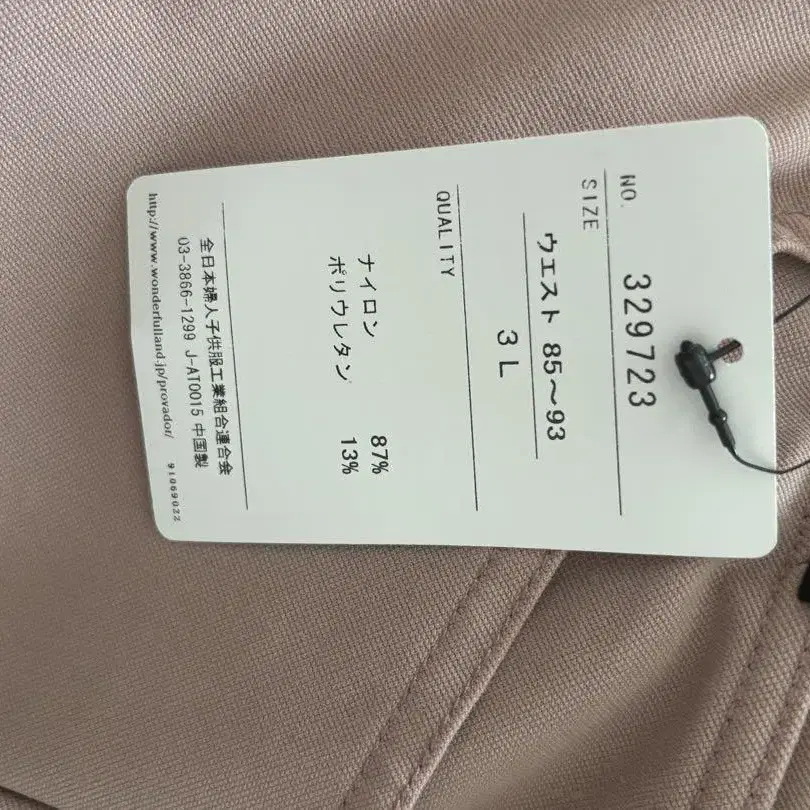 NO. 329723
SIZE
ウエスト 85～93
3L
QUALITY
ナイロン 87%
ポリウレタン 13%
全日本婦人子供服工業組合連合会
03-3866-1299 J-AT0015 中国製
http://www.wonderfulland.jp/provador/ 91069022